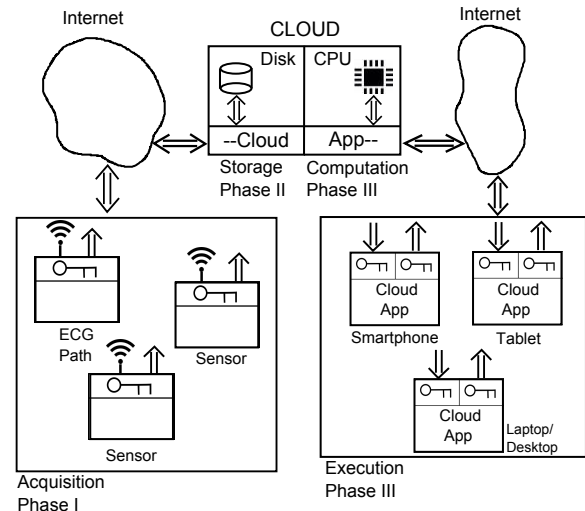 Internet
CLOUD
Internet
Disk
CPU
--Cloud
App--
Storage
Phase II
Computation
Phase III
ECG
Path
Sensor
Sensor
Acquisition
Phase I
Cloud
App
Smartphone
Cloud
App
Tablet
Cloud
App
Laptop/
Desktop
Execution
Phase III